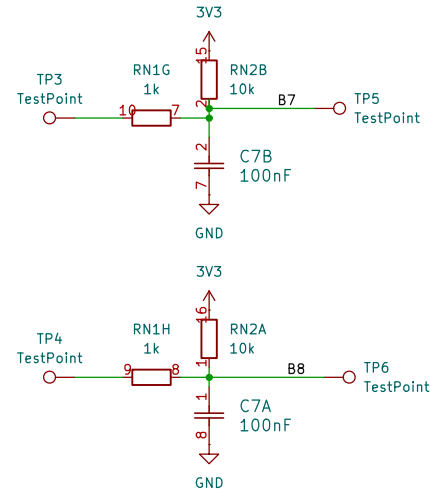 3V3
15
TP3
TestPoint
RN1G
1k
RN2B
10k
10
7
2
B7
TP5
TestPoint
2
C7B
100nF
7
GND
3V3
16
TP4
TestPoint
RN1H
1k
RN2A
10k
9
8
1
B8
TP6
TestPoint
1
C7A
100nF
8
GND